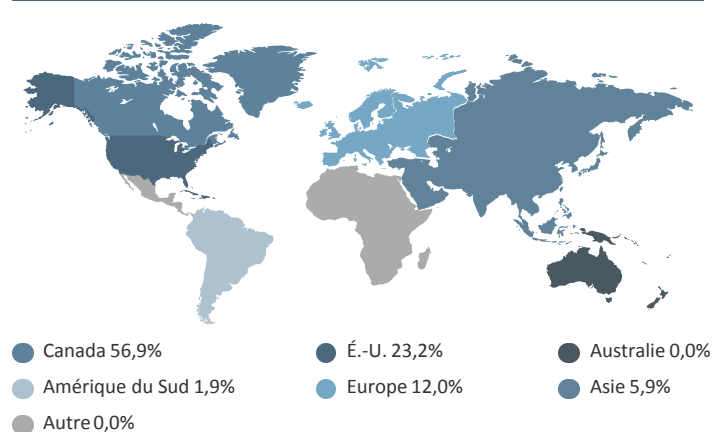 Canada 56,9%
É.-U. 23,2%
Australie 0,0%
Amérique du Sud 1,9%
Europe 12,0%
Asie 5,9%
Autre 0,0%